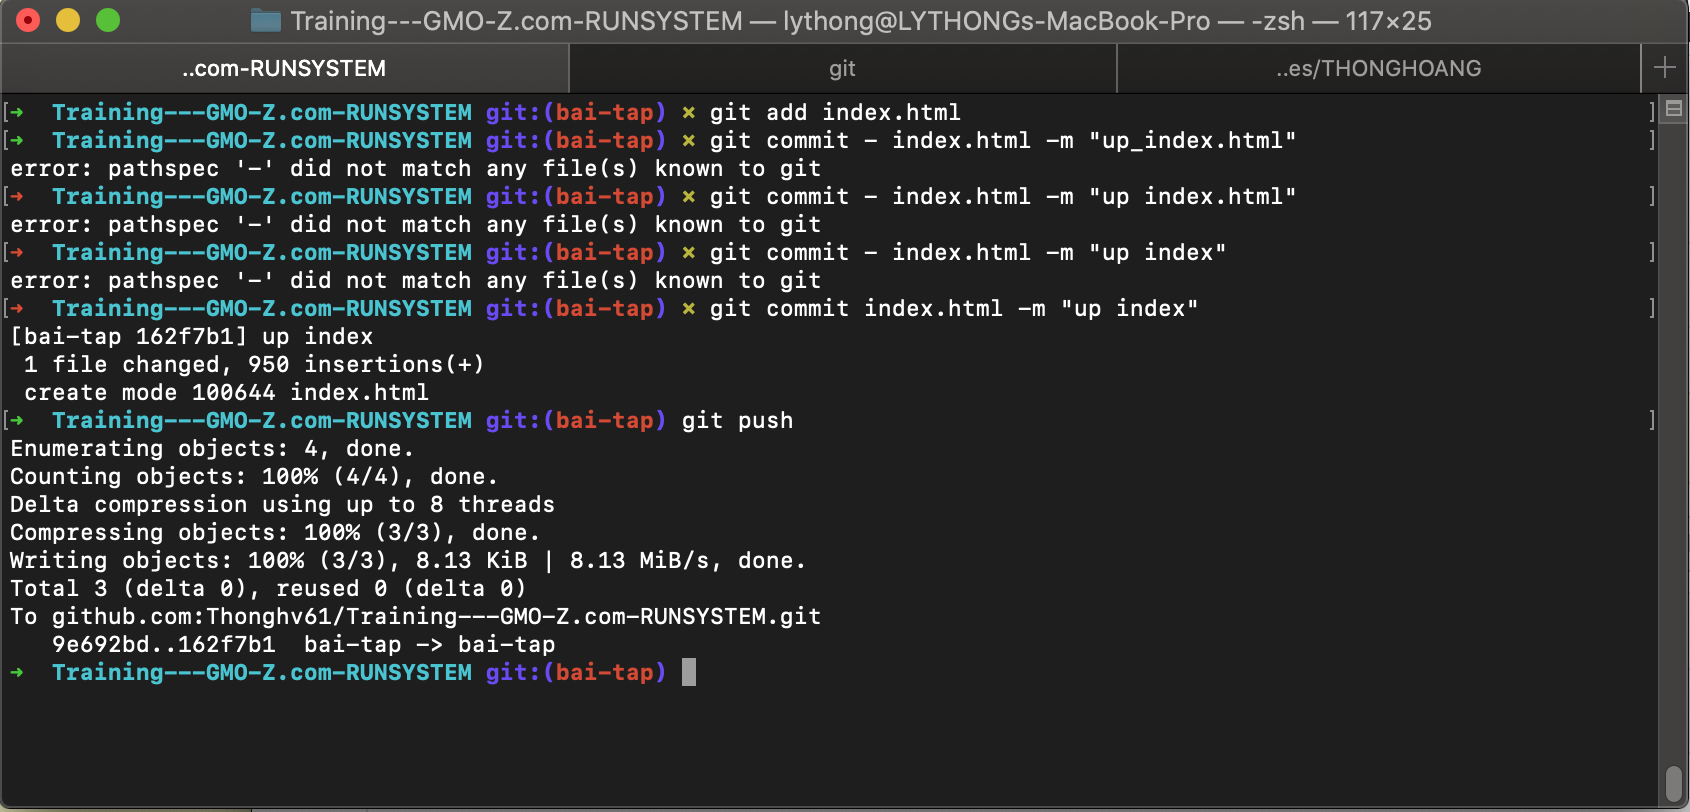 Training---GMO-Z.com-RUNSYSTEM — lythong@LYTHONGs-MacBook-Pro — -zsh — 117×25
..com-RUNSYSTEM git ..es/THONGHOANG +
[➜  Training---GMO-Z.com-RUNSYSTEM git:(bai-tap) ✗ git add index.html ]
[➜  Training---GMO-Z.com-RUNSYSTEM git:(bai-tap) ✗ git commit - index.html -m "up_index.html" ]
error: pathspec '-' did not match any file(s) known to git
[➜  Training---GMO-Z.com-RUNSYSTEM git:(bai-tap) ✗ git commit - index.html -m "up index.html" ]
error: pathspec '-' did not match any file(s) known to git
[➜  Training---GMO-Z.com-RUNSYSTEM git:(bai-tap) ✗ git commit - index.html -m "up index" ]
error: pathspec '-' did not match any file(s) known to git
[➜  Training---GMO-Z.com-RUNSYSTEM git:(bai-tap) ✗ git commit index.html -m "up index" ]
[bai-tap 162f7b1] up index
 1 file changed, 950 insertions(+)
 create mode 100644 index.html
[➜  Training---GMO-Z.com-RUNSYSTEM git:(bai-tap) git push ]
Enumerating objects: 4, done.
Counting objects: 100% (4/4), done.
Delta compression using up to 8 threads
Compressing objects: 100% (3/3), done.
Writing objects: 100% (3/3), 8.13 KiB | 8.13 MiB/s, done.
Total 3 (delta 0), reused 0 (delta 0)
To github.com:Thonghv61/Training---GMO-Z.com-RUNSYSTEM.git
   9e692bd..162f7b1  bai-tap -> bai-tap
➜  Training---GMO-Z.com-RUNSYSTEM git:(bai-tap)